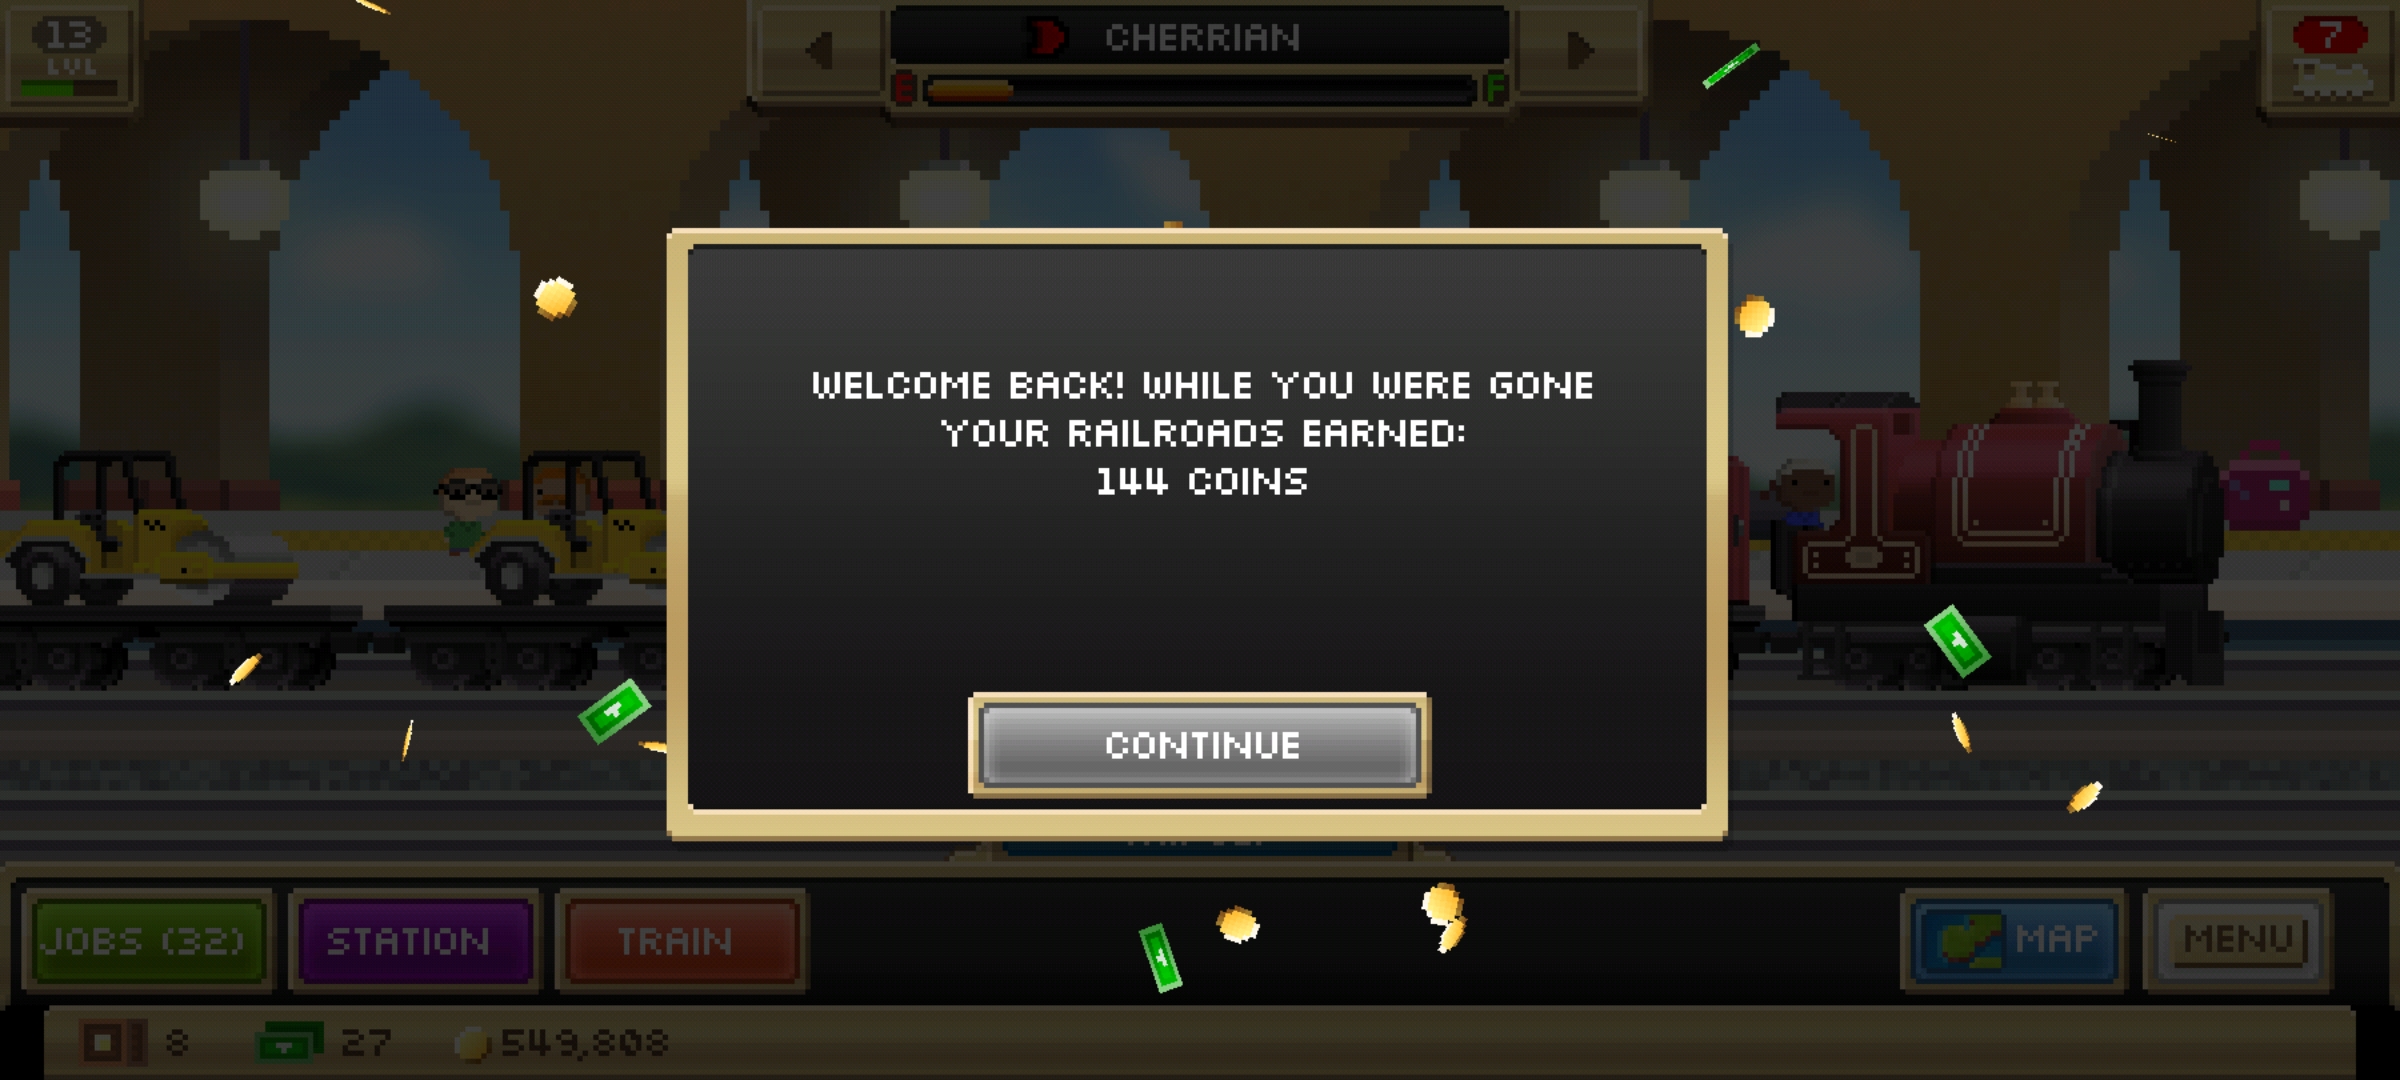 13
LVL
CHERRIAN
E
F
7
WELCOME BACK! WHILE YOU WERE GONE
YOUR RAILROADS EARNED:
144 COINS
CONTINUE
JOBS (32)
STATION
TRAIN
MAP
MENU
8
27
549,808